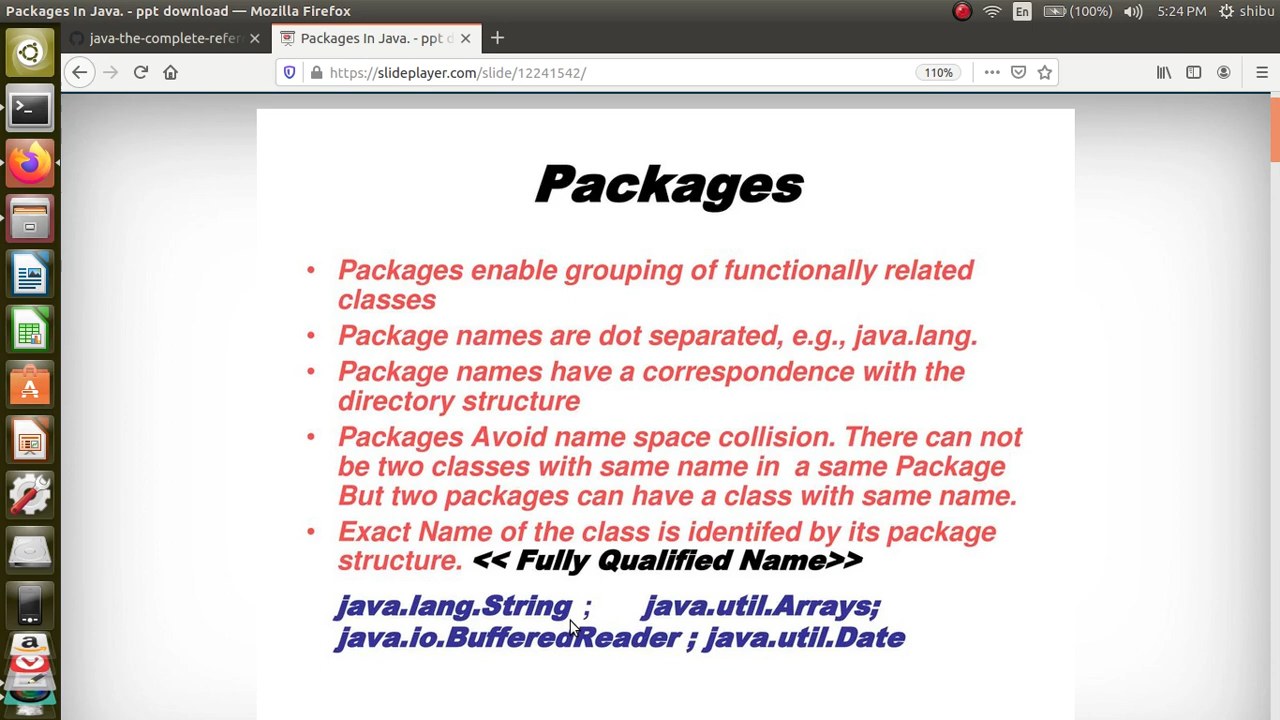 Packages In Java. - ppt download — Mozilla Firefox
En (100%) 5:24 PM shibu
java-the-complete-refer Packages In Java. - ppt d
https://slideplayer.com/slide/12241542/ 110%
Packages
• Packages enable grouping of functionally related
classes
• Package names are dot separated, e.g., java.lang.
• Package names have a correspondence with the
directory structure
• Packages Avoid name space collision. There can not
be two classes with same name in a same Package
But two packages can have a class with same name.
• Exact Name of the class is identifed by its package
structure. << Fully Qualified Name>>
java.lang.String ; java.util.Arrays;
java.io.BufferedReader ; java.util.Date